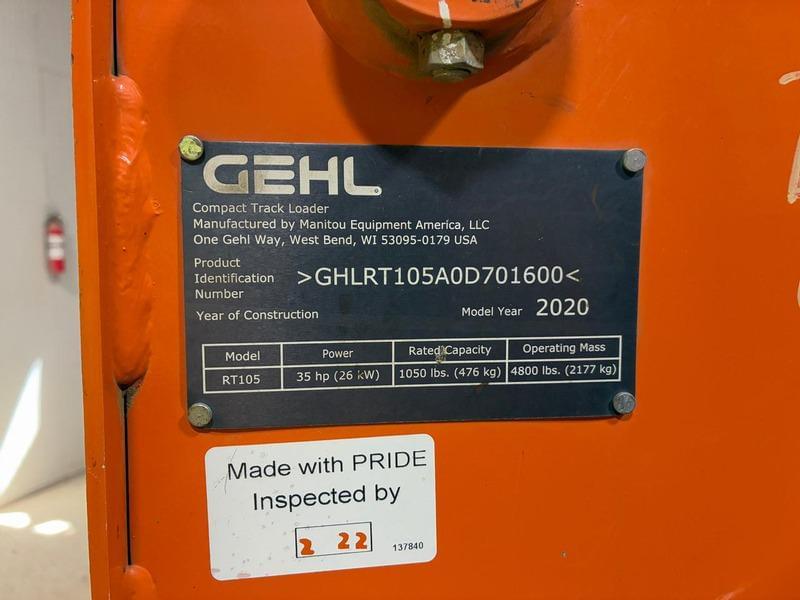 GEHL
Compact Track Loader
Manufactured by Manitou Equipment America, LLC
One Gehl Way, West Bend, WI 53095-0179 USA
Product
Identification >GHLRT105A0D701600<
Number
Year of Construction Model Year 2020
Model Power Rated Capacity Operating Mass
RT105 35 hp (26 kW) 1050 lbs. (476 kg) 4800 lbs. (2177 kg)
Made with PRIDE
Inspected by
2 22
137840